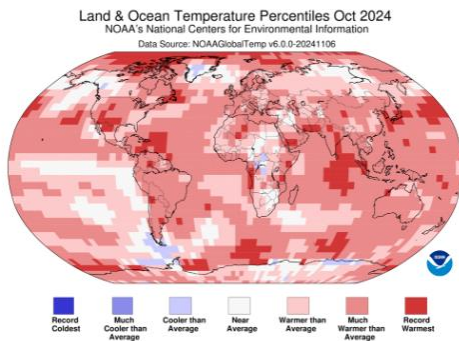 Land & Ocean Temperature Percentiles Oct 2024
NOAA's National Centers for Environmental Information
Data Source: NOAAGlobalTemp v6.0.0-20241106
NOAA
Record
Coldest
Much
Cooler than
Average
Cooler than
Average
Near
Average
Warmer than
Average
Much
Warmer than
Average
Record
Warmest